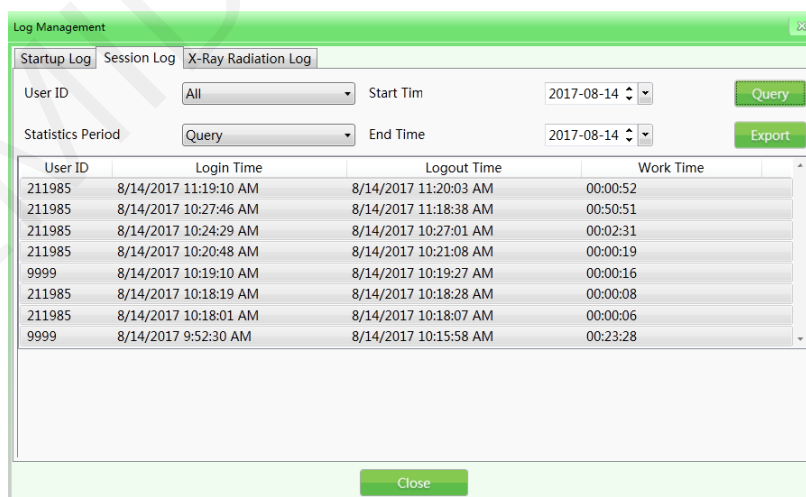 Log Management
Startup Log Session Log X-Ray Radiation Log
User ID All Start Tim 2017-08-14 Query
Statistics Period Query End Time 2017-08-14 Export
User ID Login Time Logout Time Work Time
211985 8/14/2017 11:19:10 AM 8/14/2017 11:20:03 AM 00:00:52
211985 8/14/2017 10:27:46 AM 8/14/2017 11:18:38 AM 00:50:51
211985 8/14/2017 10:24:29 AM 8/14/2017 10:27:01 AM 00:02:31
211985 8/14/2017 10:20:48 AM 8/14/2017 10:21:08 AM 00:00:19
9999 8/14/2017 10:19:10 AM 8/14/2017 10:19:27 AM 00:00:16
211985 8/14/2017 10:18:19 AM 8/14/2017 10:18:28 AM 00:00:08
211985 8/14/2017 10:18:01 AM 8/14/2017 10:18:07 AM 00:00:06
9999 8/14/2017 9:52:30 AM 8/14/2017 10:15:58 AM 00:23:28
Close